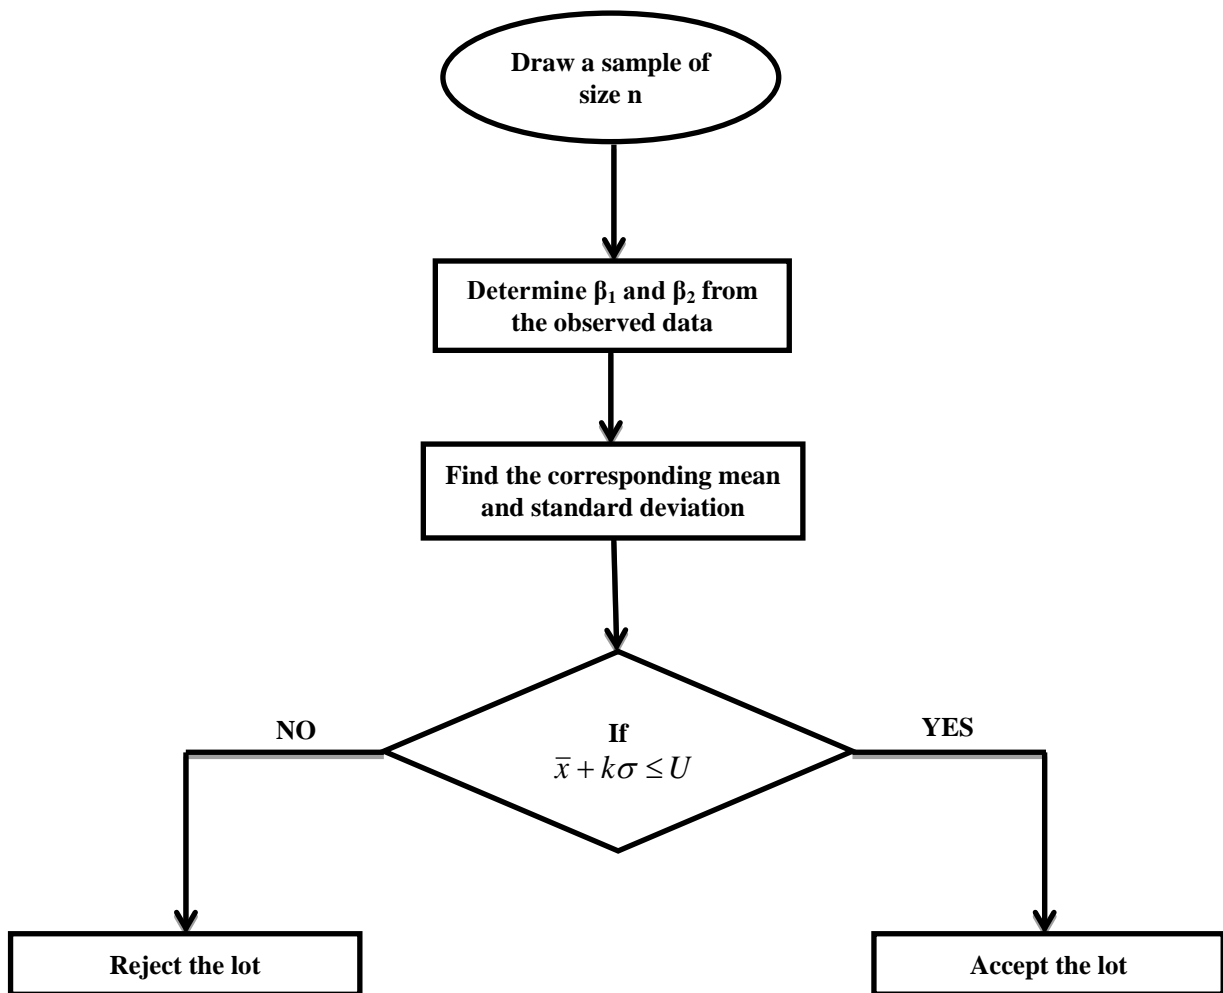 Draw a sample of
size n
Determine β₁ and β₂ from
the observed data
Find the corresponding mean
and standard deviation
NO
If
YES
x̄ + kσ ≤ U
Reject the lot
Accept the lot